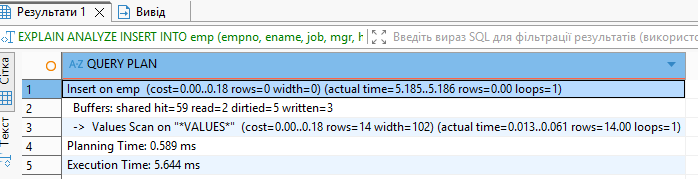 Результати 1
Вивід
EXPLAIN ANALYZE INSERT INTO emp (empno, ename, job, mgr, h
Введіть вираз SQL для фільтрації результатів (використо
Сітка
Текст
A-Z QUERY PLAN
1 Insert on emp (cost=0.00..0.18 rows=0 width=0) (actual time=5.185..5.186 rows=0.00 loops=1)
2 Buffers: shared hit=59 read=2 dirtied=5 written=3
3 -> Values Scan on "*VALUES*" (cost=0.00..0.18 rows=14 width=102) (actual time=0.013..0.061 rows=14.00 loops=1)
4 Planning Time: 0.589 ms
5 Execution Time: 5.644 ms